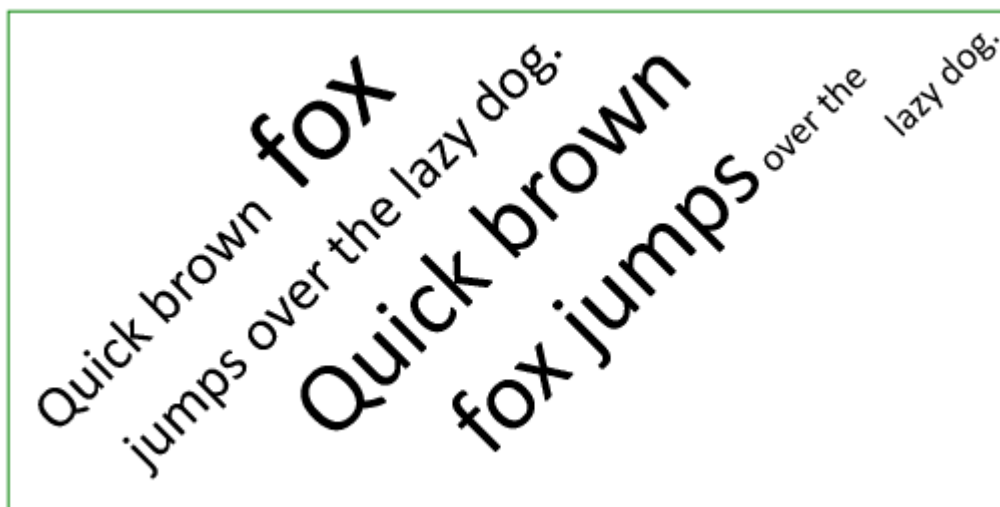 Quick brown fox
jumps over the lazy dog.
Quick brown
fox jumps over the
lazy dog.